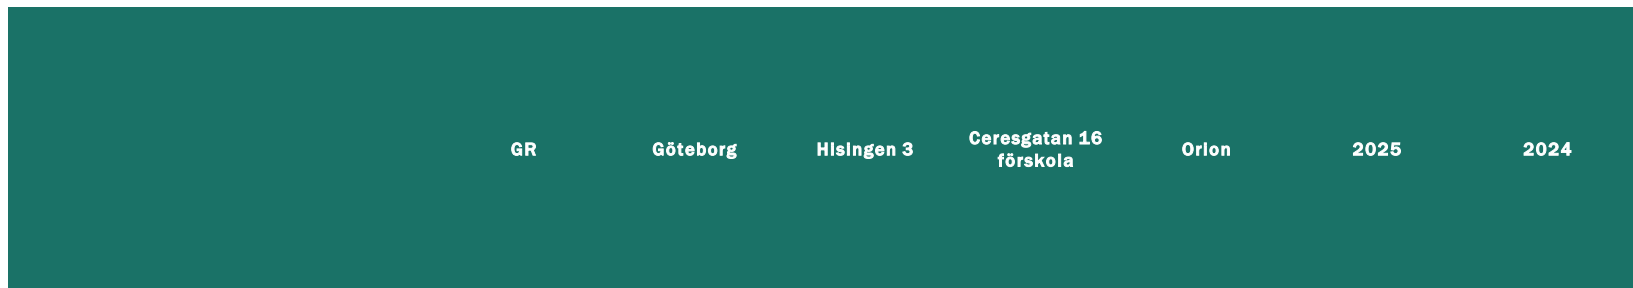 GR
Göteborg
Hisingen 3
Ceresgatan 16
förskola
Orion
2025
2024